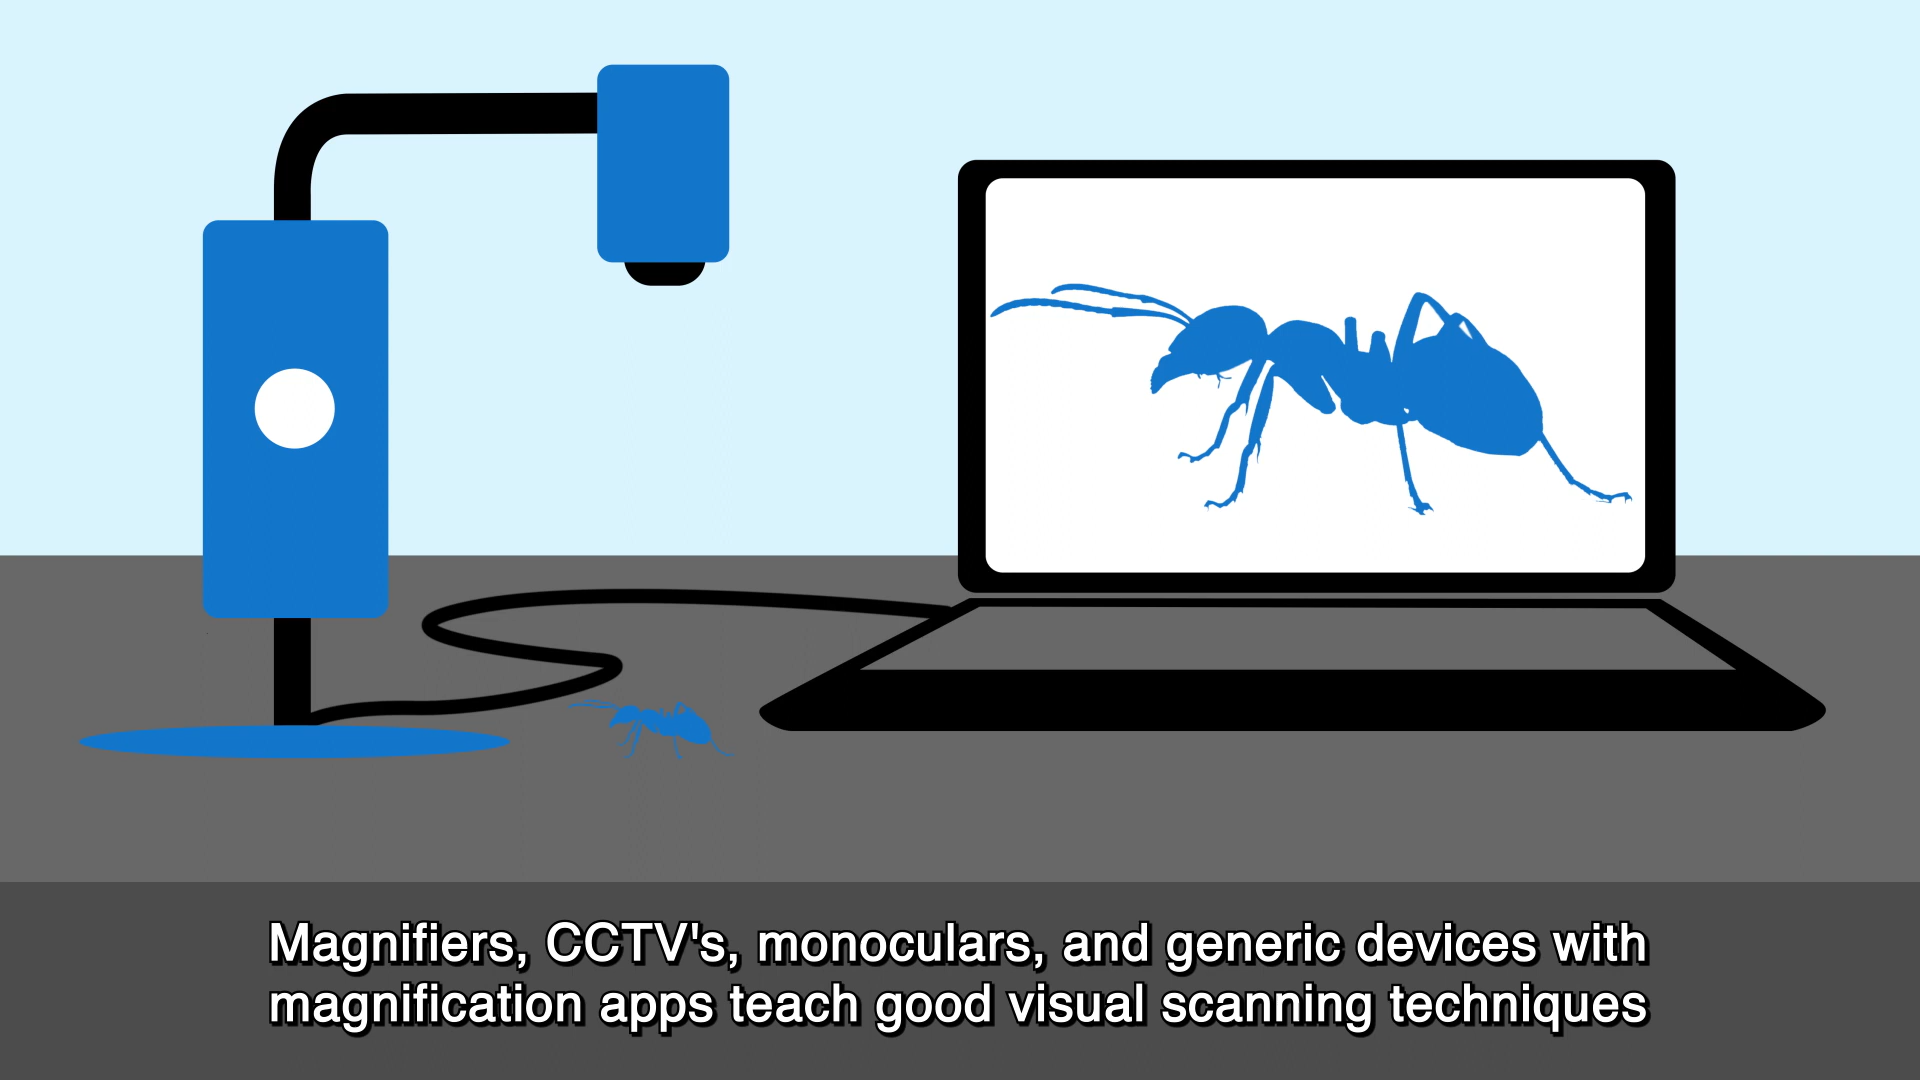 Magnifiers, CCTV's, monoculars, and generic devices with
magnification apps teach good visual scanning techniques